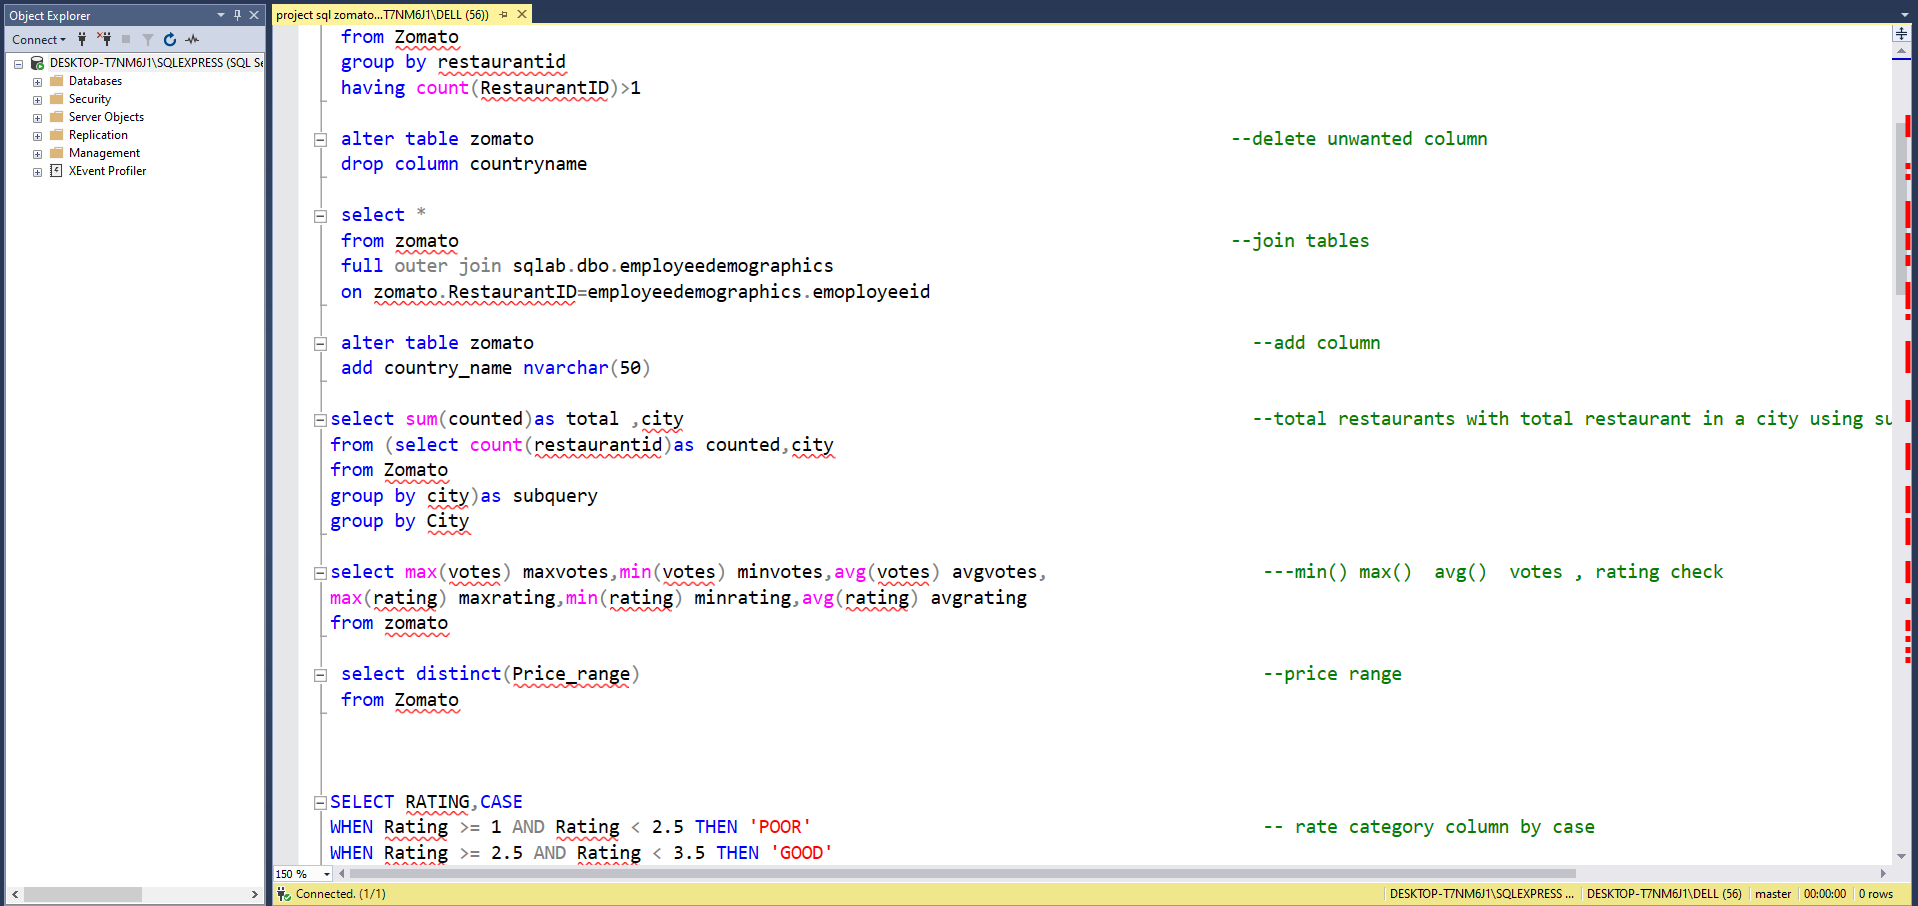 Object Explorer
Connect
DESKTOP-T7NM6J1\SQLEXPRESS (SQL Se
Databases
Security
Server Objects
Replication
Management
XEvent Profiler
project sql zomato...T7NM6J1\DELL (56))
from Zomato
group by restaurantid
having count(RestaurantID)>1
alter table zomato --delete unwanted column
drop column countryname
select *
from zomato --join tables
full outer join sqlab.dbo.employeedemographics
on zomato.RestaurantID=employeedemographics.emoployeeid
alter table zomato --add column
add country_name nvarchar(50)
select sum(counted)as total ,city --total restaurants with total restaurant in a city using su
from (select count(restaurantid)as counted,city
from Zomato
group by city)as subquery
group by City
select max(votes) maxvotes,min(votes) minvotes,avg(votes) avgvotes, ---min() max()  avg()  votes , rating check
max(rating) maxrating,min(rating) minrating,avg(rating) avgrating
from zomato
select distinct(Price_range) --price range
from Zomato
SELECT RATING,CASE
WHEN Rating >= 1 AND Rating < 2.5 THEN 'POOR' -- rate category column by case
WHEN Rating >= 2.5 AND Rating < 3.5 THEN 'GOOD'
150 %
Connected. (1/1) DESKTOP-T7NM6J1\SQLEXPRESS ... DESKTOP-T7NM6J1\DELL (56) master 00:00:00 0 rows